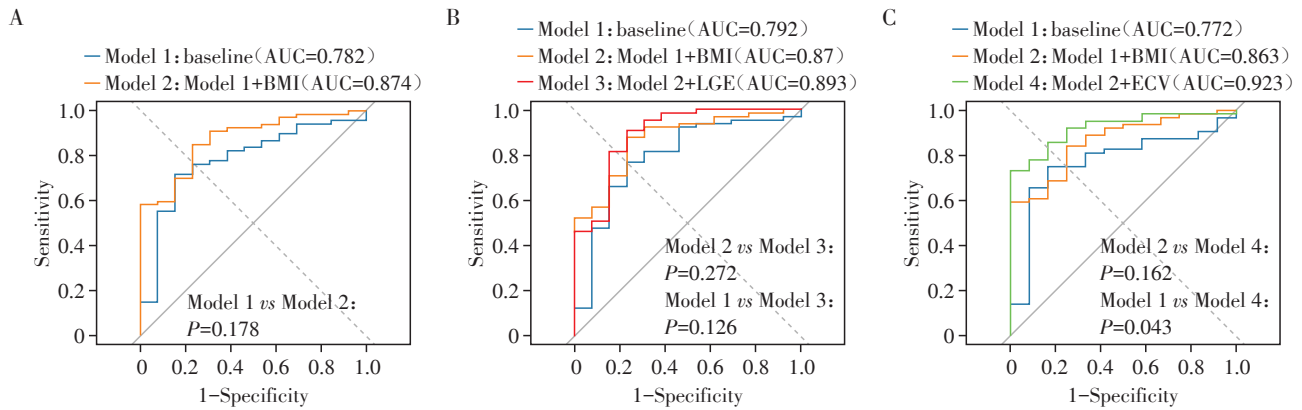 A
Model 1：baseline（AUC=0.782）
Model 2：Model 1+BMI（AUC=0.874）
1.0
0.8
0.6
0.4
0.2
0
Sensitivity
Model 1 vs Model 2：
P=0.178
0 0.2 0.4 0.6 0.8 1.0
1-Specificity
B
Model 1：baseline（AUC=0.792）
Model 2：Model 1+BMI（AUC=0.87）
Model 3：Model 2+LGE（AUC=0.893）
1.0
0.8
0.6
0.4
0.2
0
Sensitivity
Model 2 vs Model 3：
P=0.272
Model 1 vs Model 3：
P=0.126
0 0.2 0.4 0.6 0.8 1.0
1-Specificity
C
Model 1：baseline（AUC=0.772）
Model 2：Model 1+BMI（AUC=0.863）
Model 4：Model 2+ECV（AUC=0.923）
1.0
0.8
0.6
0.4
0.2
0
Sensitivity
Model 2 vs Model 4：
P=0.162
Model 1 vs Model 4：
P=0.043
0 0.2 0.4 0.6 0.8 1.0
1-Specificity